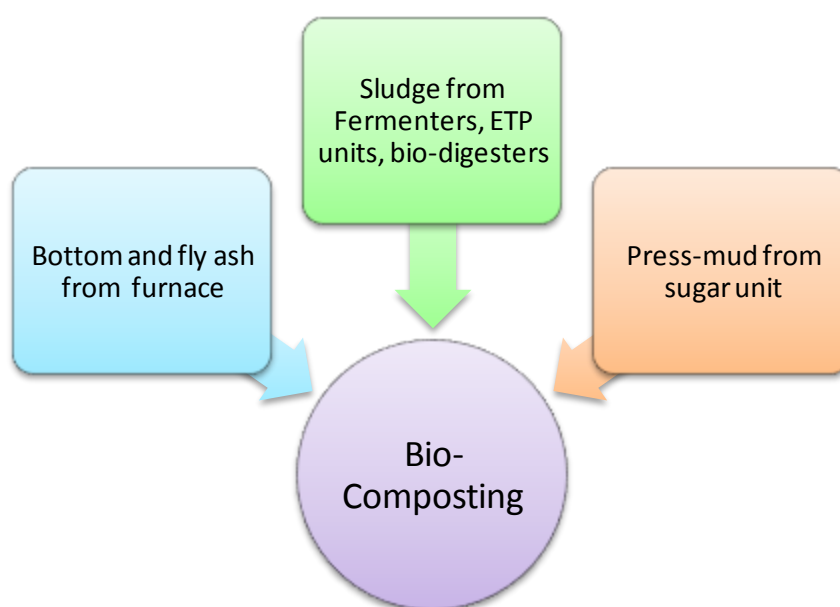 Sludge from
Fermenters, ETP
units, bio-digesters
Bottom and fly ash
from furnace
Press-mud from
sugar unit
Bio-
Composting